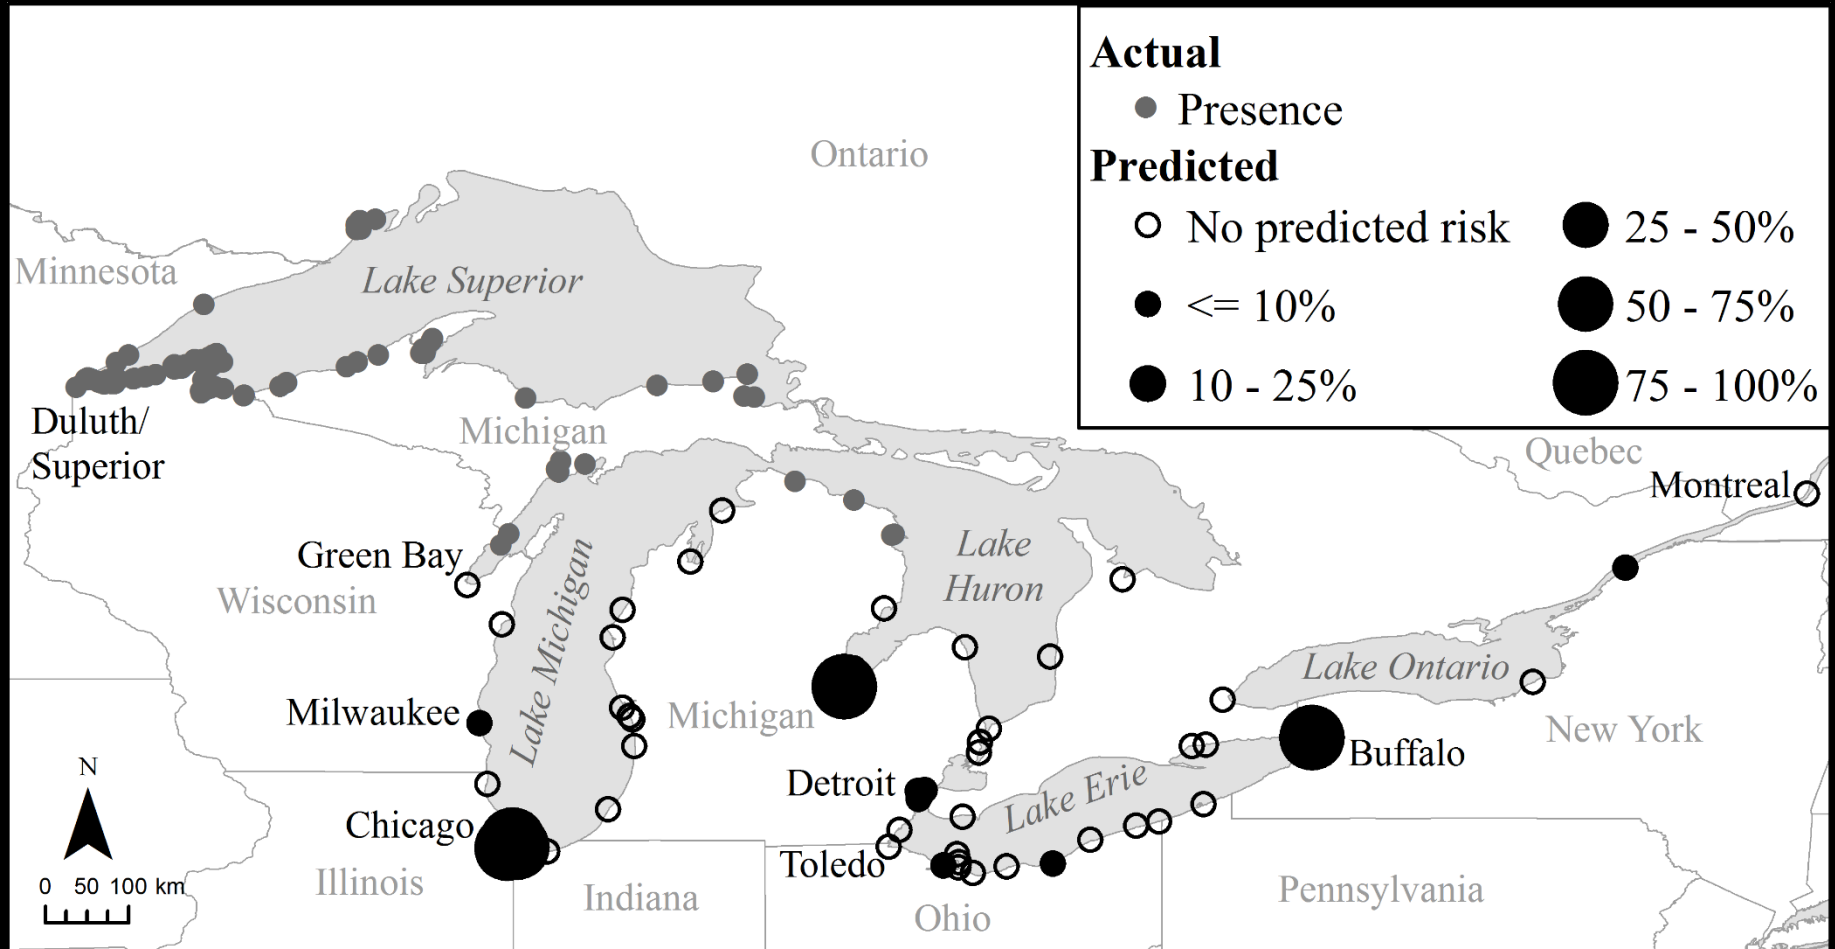 Actual
Presence
Predicted
No predicted risk
25 - 50%
<= 10%
50 - 75%
10 - 25%
75 - 100%
Ontario
Minnesota
Lake Superior
Duluth/
Superior
Michigan
Quebec
Montreal
Green Bay
Lake
Huron
Wisconsin
Lake Michigan
Lake Ontario
Milwaukee
Michigan
New York
Buffalo
Detroit
Lake Erie
N
Chicago
Toledo
Illinois
Indiana
Pennsylvania
Ohio
0 50 100 km